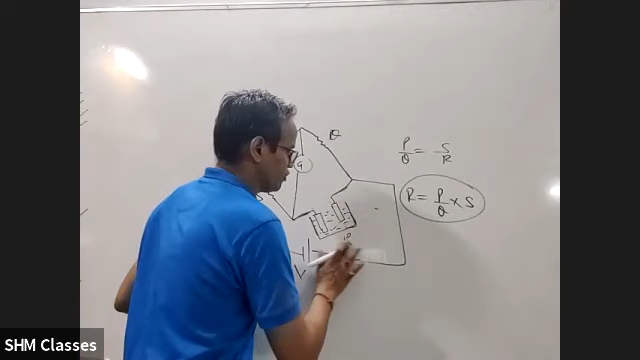 Q
G
P/Q = S/R
R = P/Q × S
V
SHM Classes